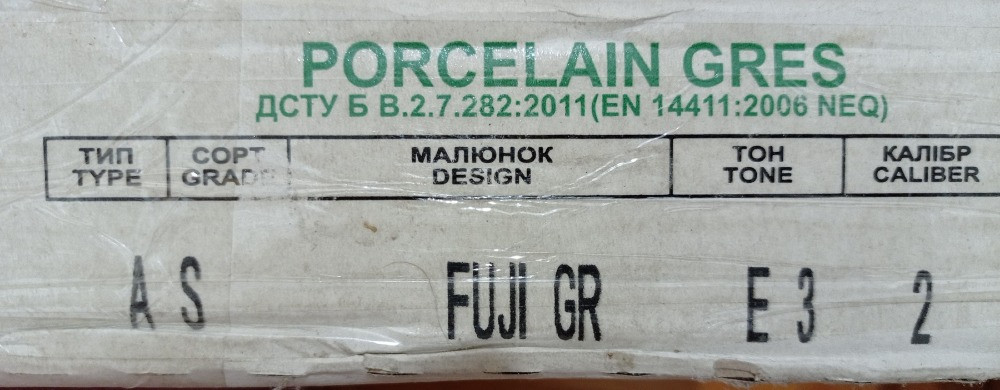 PORCELAIN GRES
ДСТУ Б В.2.7.282:2011(EN 14411:2006 NEQ)
ТИП СОРТ МАЛЮНОК ТОН КАЛІБР
TYPE GRADE DESIGN TONE CALIBER
A S FUJI GR E 3 2